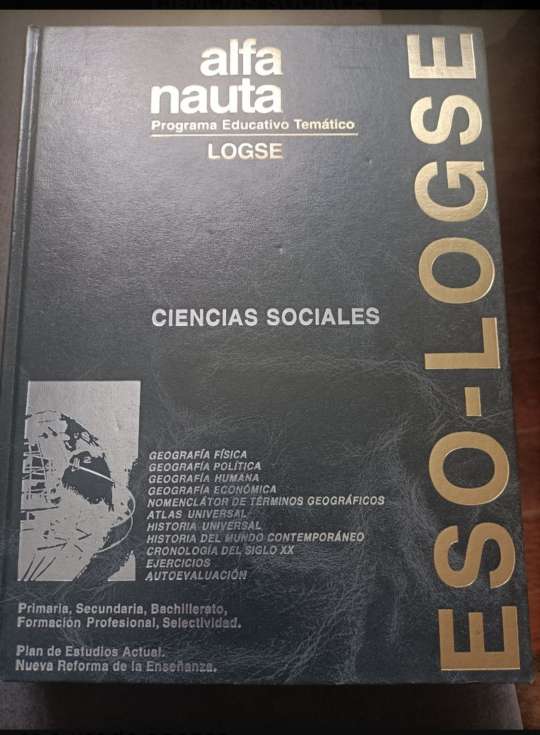 alfa
nauta
Programa Educativo Temático
LOGSE
ESO-LOGSE
CIENCIAS SOCIALES
GEOGRAFÍA FÍSICA
GEOGRAFÍA POLÍTICA
GEOGRAFÍA HUMANA
GEOGRAFÍA ECONÓMICA
NOMENCLÁTOR DE TÉRMINOS GEOGRÁFICOS
ATLAS UNIVERSAL
HISTORIA UNIVERSAL
HISTORIA DEL MUNDO CONTEMPORÁNEO
CRONOLOGÍA DEL SIGLO XX
EJERCICIOS
AUTOEVALUACIÓN
Primaria, Secundaria, Bachillerato,
Formación Profesional, Selectividad.
Plan de Estudios Actual.
Nueva Reforma de la Enseñanza.